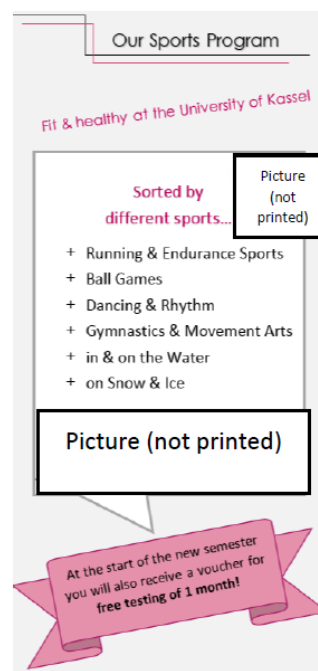 Our Sports Program
Fit & healthy at the University of Kassel
Picture
(not
printed)
Sorted by
different sports...
+ Running & Endurance Sports
+ Ball Games
+ Dancing & Rhythm
+ Gymnastics & Movement Arts
+ in & on the Water
+ on Snow & Ice
Picture (not printed)
At the start of the new semester
you will also receive a voucher for
free testing of 1 month!